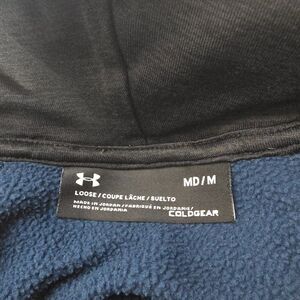 MD/M
LOOSE / COUPE LÂCHE / SUELTO
MADE IN JORDAN / FABRIQUÉ EN JORDANIE /
HECHO EN JORDANIA
COLDGEAR